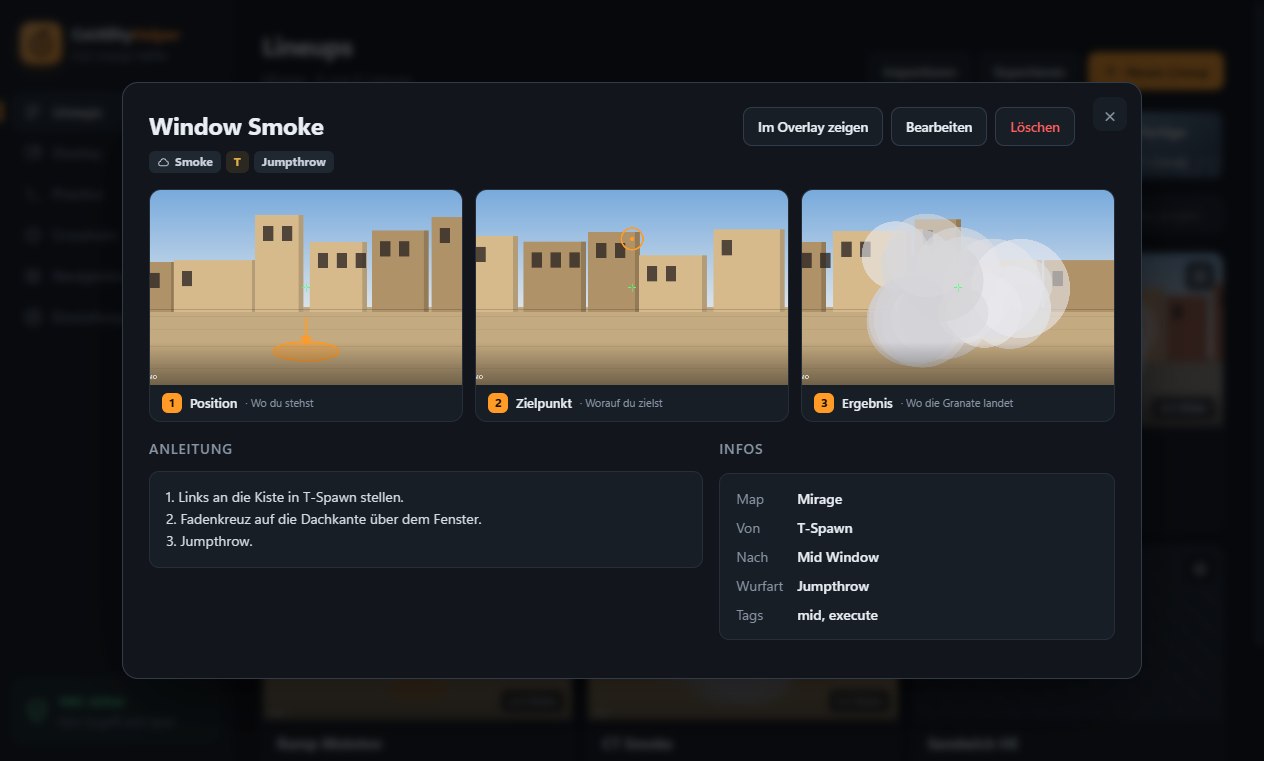 Lineups
Window Smoke
Im Overlay zeigen
Bearbeiten
Löschen
Smoke
T
Jumpthrow
1 Position · Wo du stehst
2 Zielpunkt · Worauf du zielst
3 Ergebnis · Wo die Granate landet
ANLEITUNG
1. Links an die Kiste in T-Spawn stellen.
2. Fadenkreuz auf die Dachkante über dem Fenster.
3. Jumpthrow.
INFOS
Map Mirage
Von T-Spawn
Nach Mid Window
Wurfart Jumpthrow
Tags mid, execute